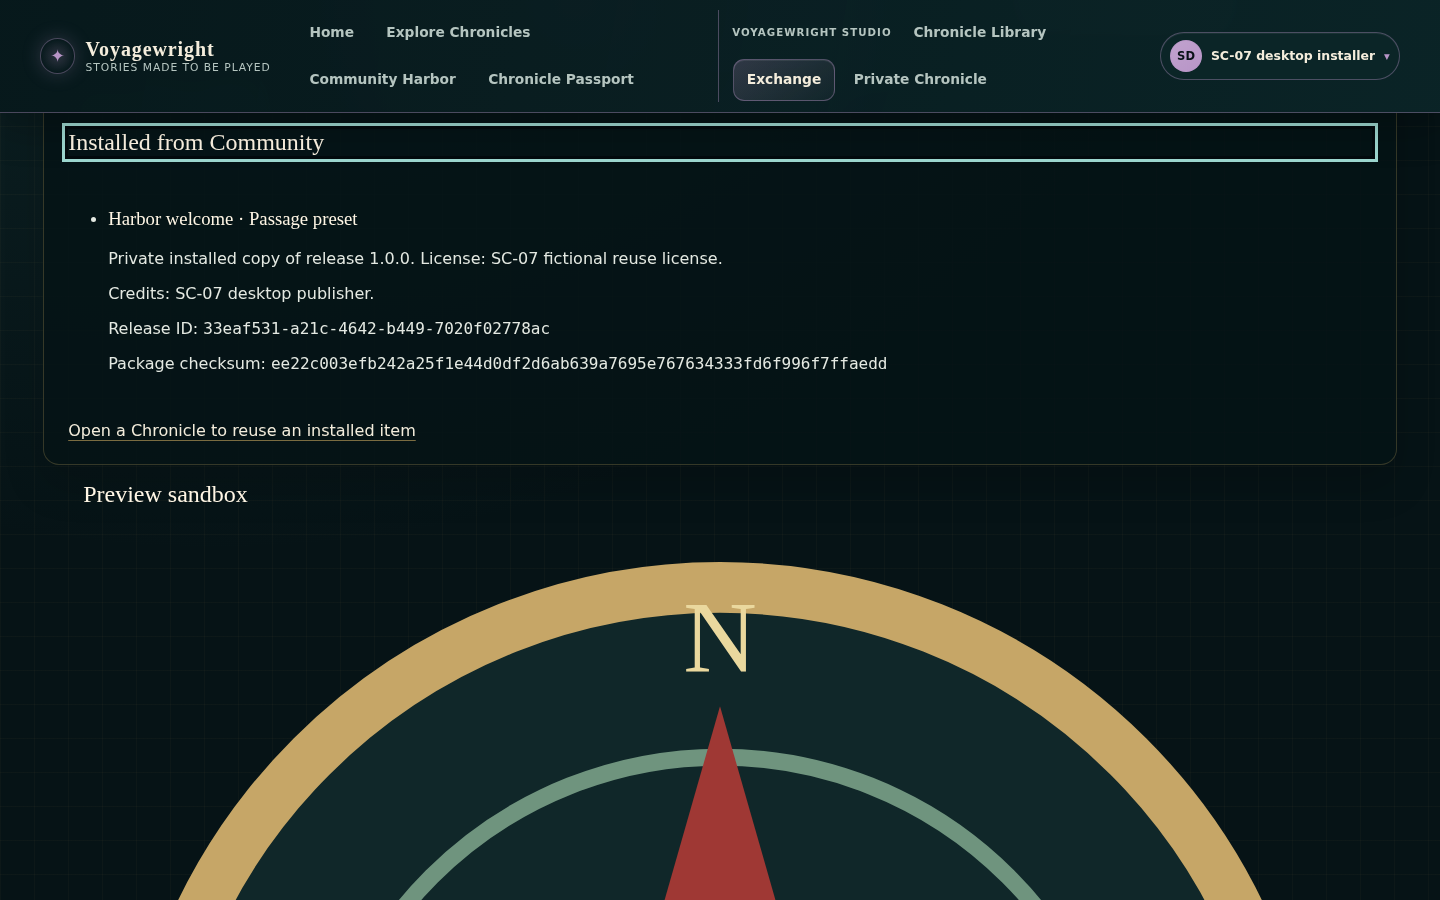 Voyagewright
STORIES MADE TO BE PLAYED
Home
Explore Chronicles
Community Harbor
Chronicle Passport
VOYAGEWRIGHT STUDIO
Chronicle Library
Exchange
Private Chronicle
SD
SC-07 desktop installer
Installed from Community
Harbor welcome · Passage preset
Private installed copy of release 1.0.0. License: SC-07 fictional reuse license.
Credits: SC-07 desktop publisher.
Release ID: 33eaf531-a21c-4642-b449-7020f02778ac
Package checksum: ee22c003efb242a25f1e44d0df2d6ab639a7695e767634333fd6f996f7ffaedd
Open a Chronicle to reuse an installed item
Preview sandbox
N